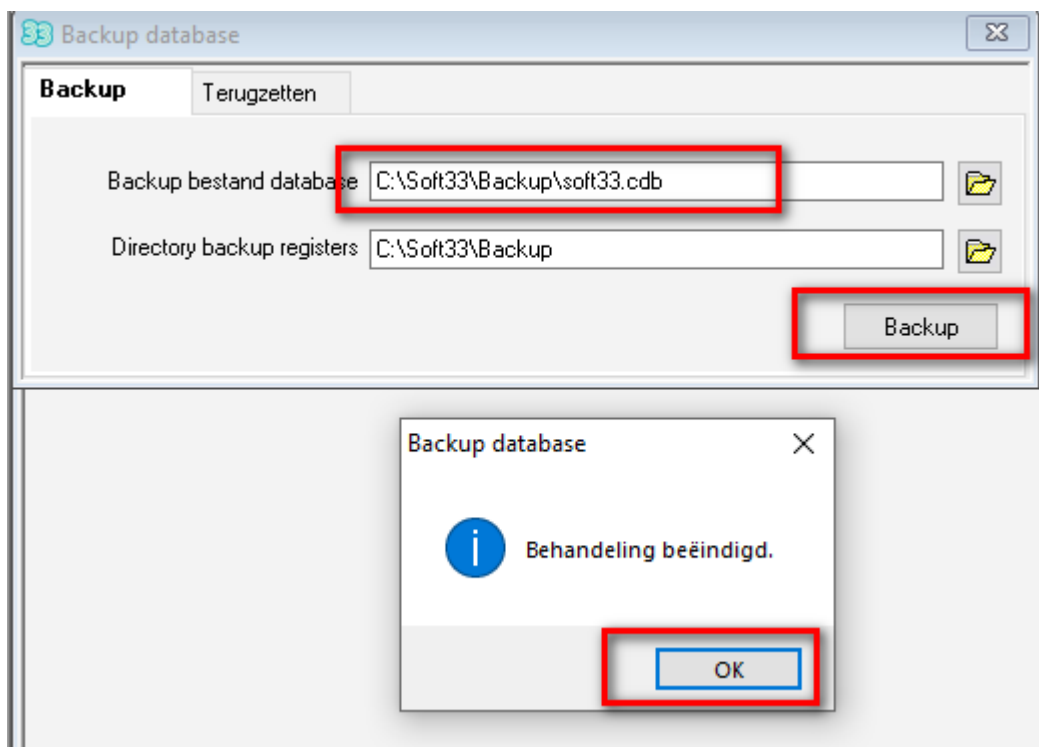 33 Backup database
Backup Terugzetten
Backup bestand database C:\Soft33\Backup\soft33.cdb
Directory backup registers C:\Soft33\Backup
Backup
Backup database
Behandeling beëindigd.
OK